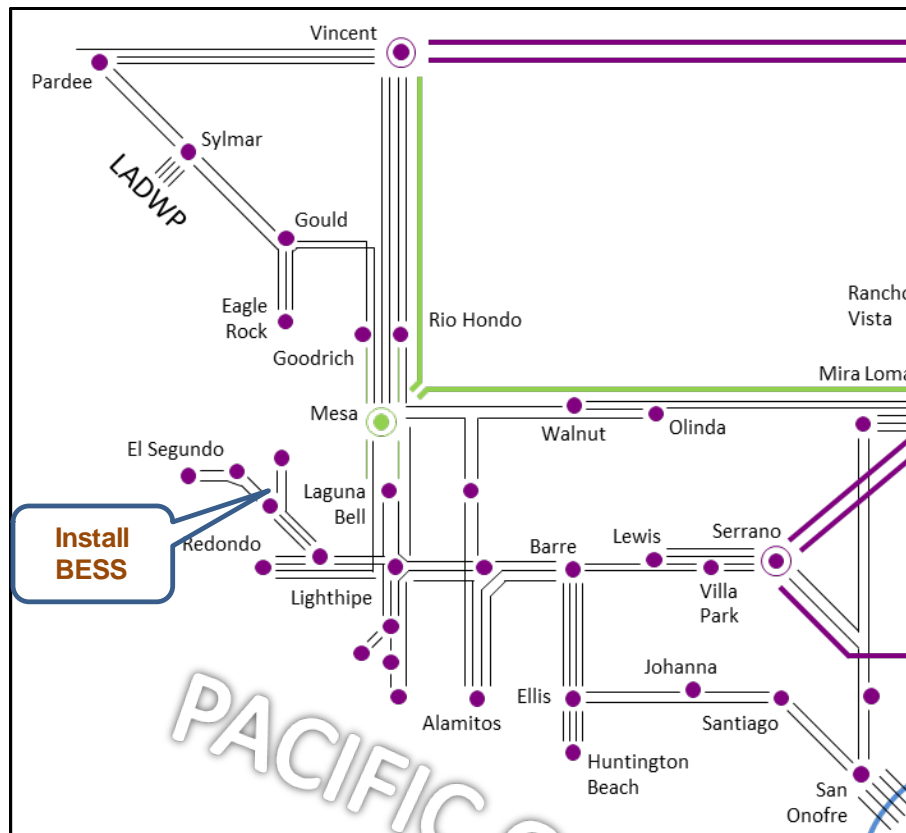 Vincent
Pardee
Sylmar
LADWP
Gould
Eagle
Rock
Rio Hondo
Goodrich
Rancho
Vista
Mira Loma
Mesa
Walnut
Olinda
El Segundo
Laguna
Bell
Install
BESS
Redondo
Lighthipe
Barre
Lewis
Serrano
Villa
Park
Johanna
Alamitos
Ellis
Santiago
Huntington
Beach
San
Onofre
PACIFIC